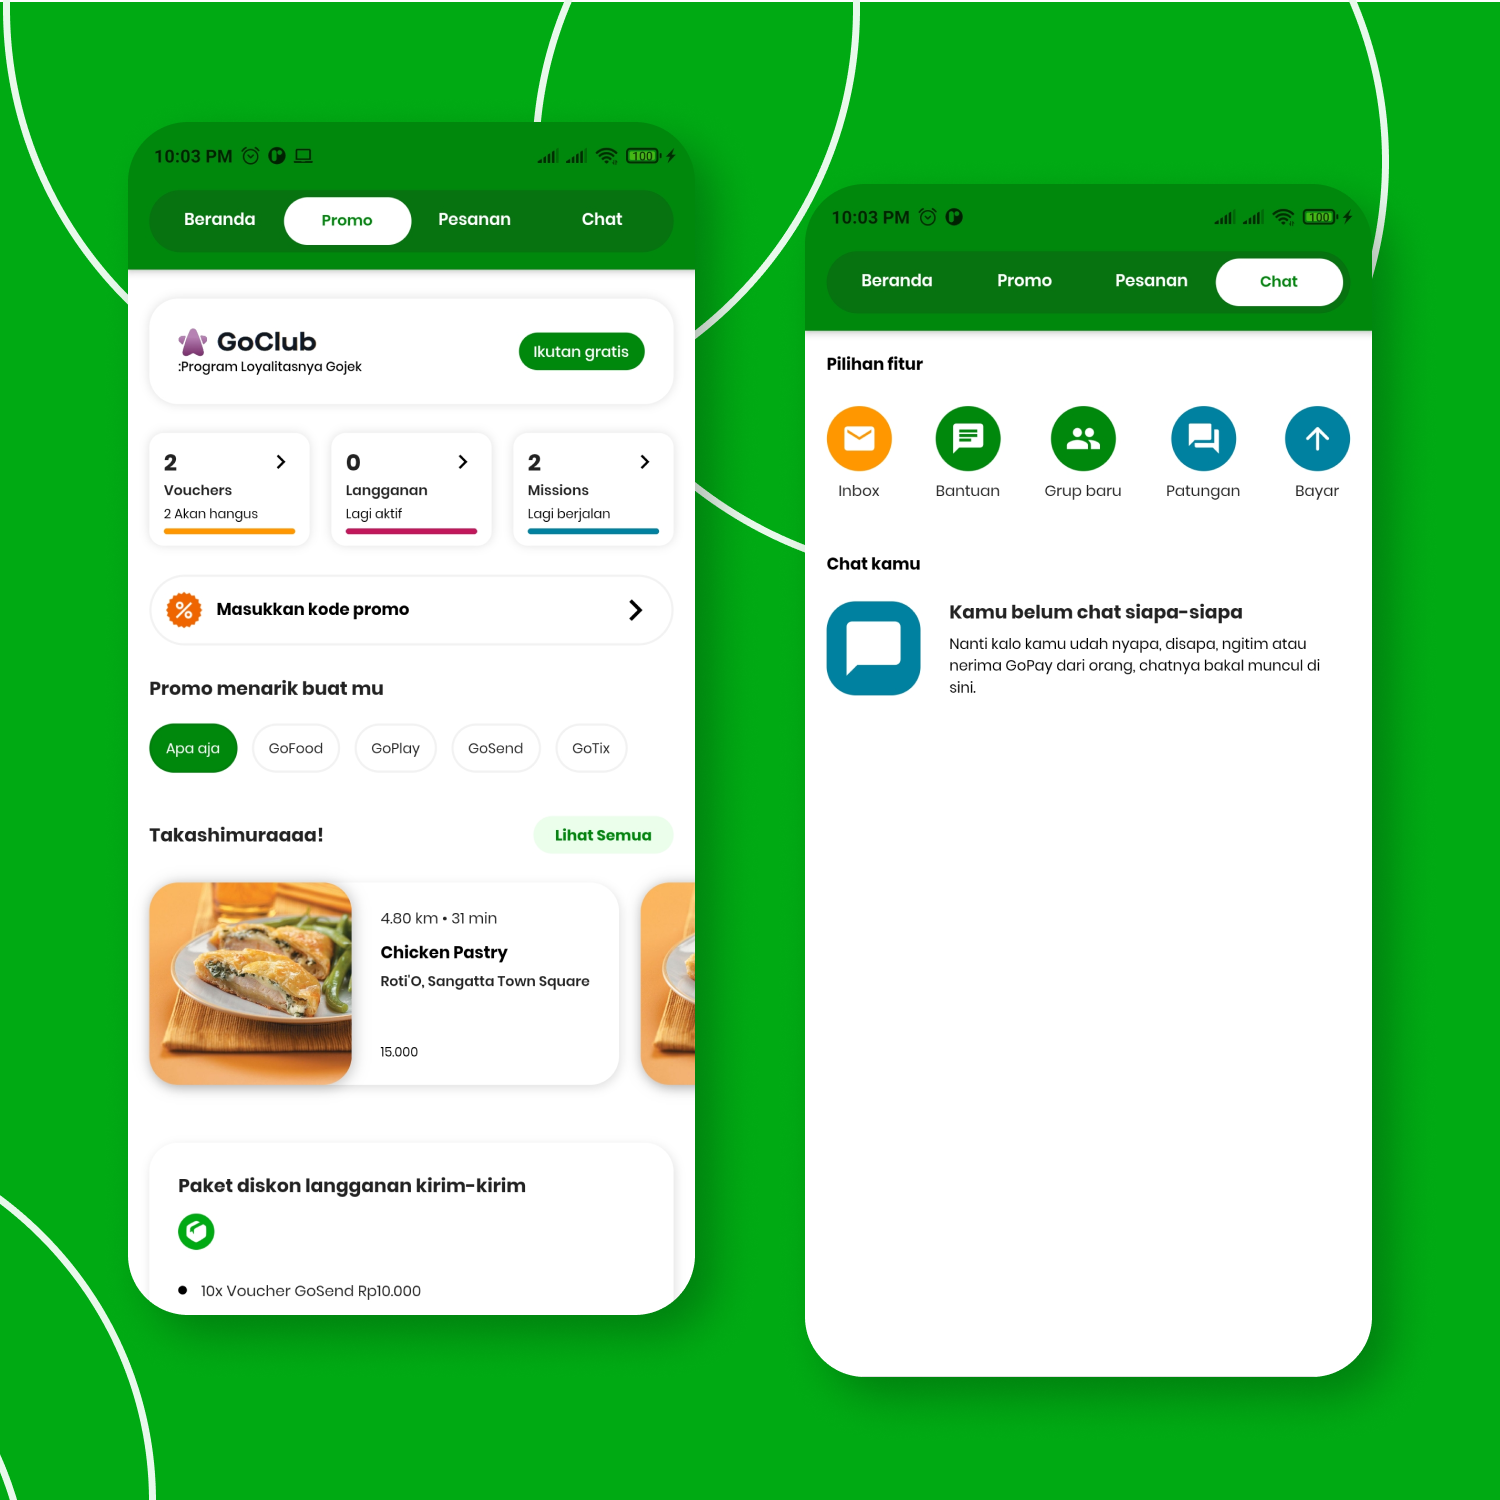 10:03 PM
100
Beranda Promo Pesanan Chat
GoClub
:Program Loyalitasnya Gojek
Ikutan gratis
2
Vouchers
2 Akan hangus
0
Langganan
Lagi aktif
2
Missions
Lagi berjalan
Masukkan kode promo
Promo menarik buat mu
Apa aja GoFood GoPlay GoSend GoTix
Takashimuraaaa!
Lihat Semua
4.80 km • 31 min
Chicken Pastry
Roti'O, Sangatta Town Square
15.000
Paket diskon langganan kirim-kirim
10x Voucher GoSend Rp10.000
10:03 PM
100
Beranda Promo Pesanan Chat
Pilihan fitur
Inbox Bantuan Grup baru Patungan Bayar
Chat kamu
Kamu belum chat siapa-siapa
Nanti kalo kamu udah nyapa, disapa, ngitim atau
nerima GoPay dari orang, chatnya bakal muncul di
sini.